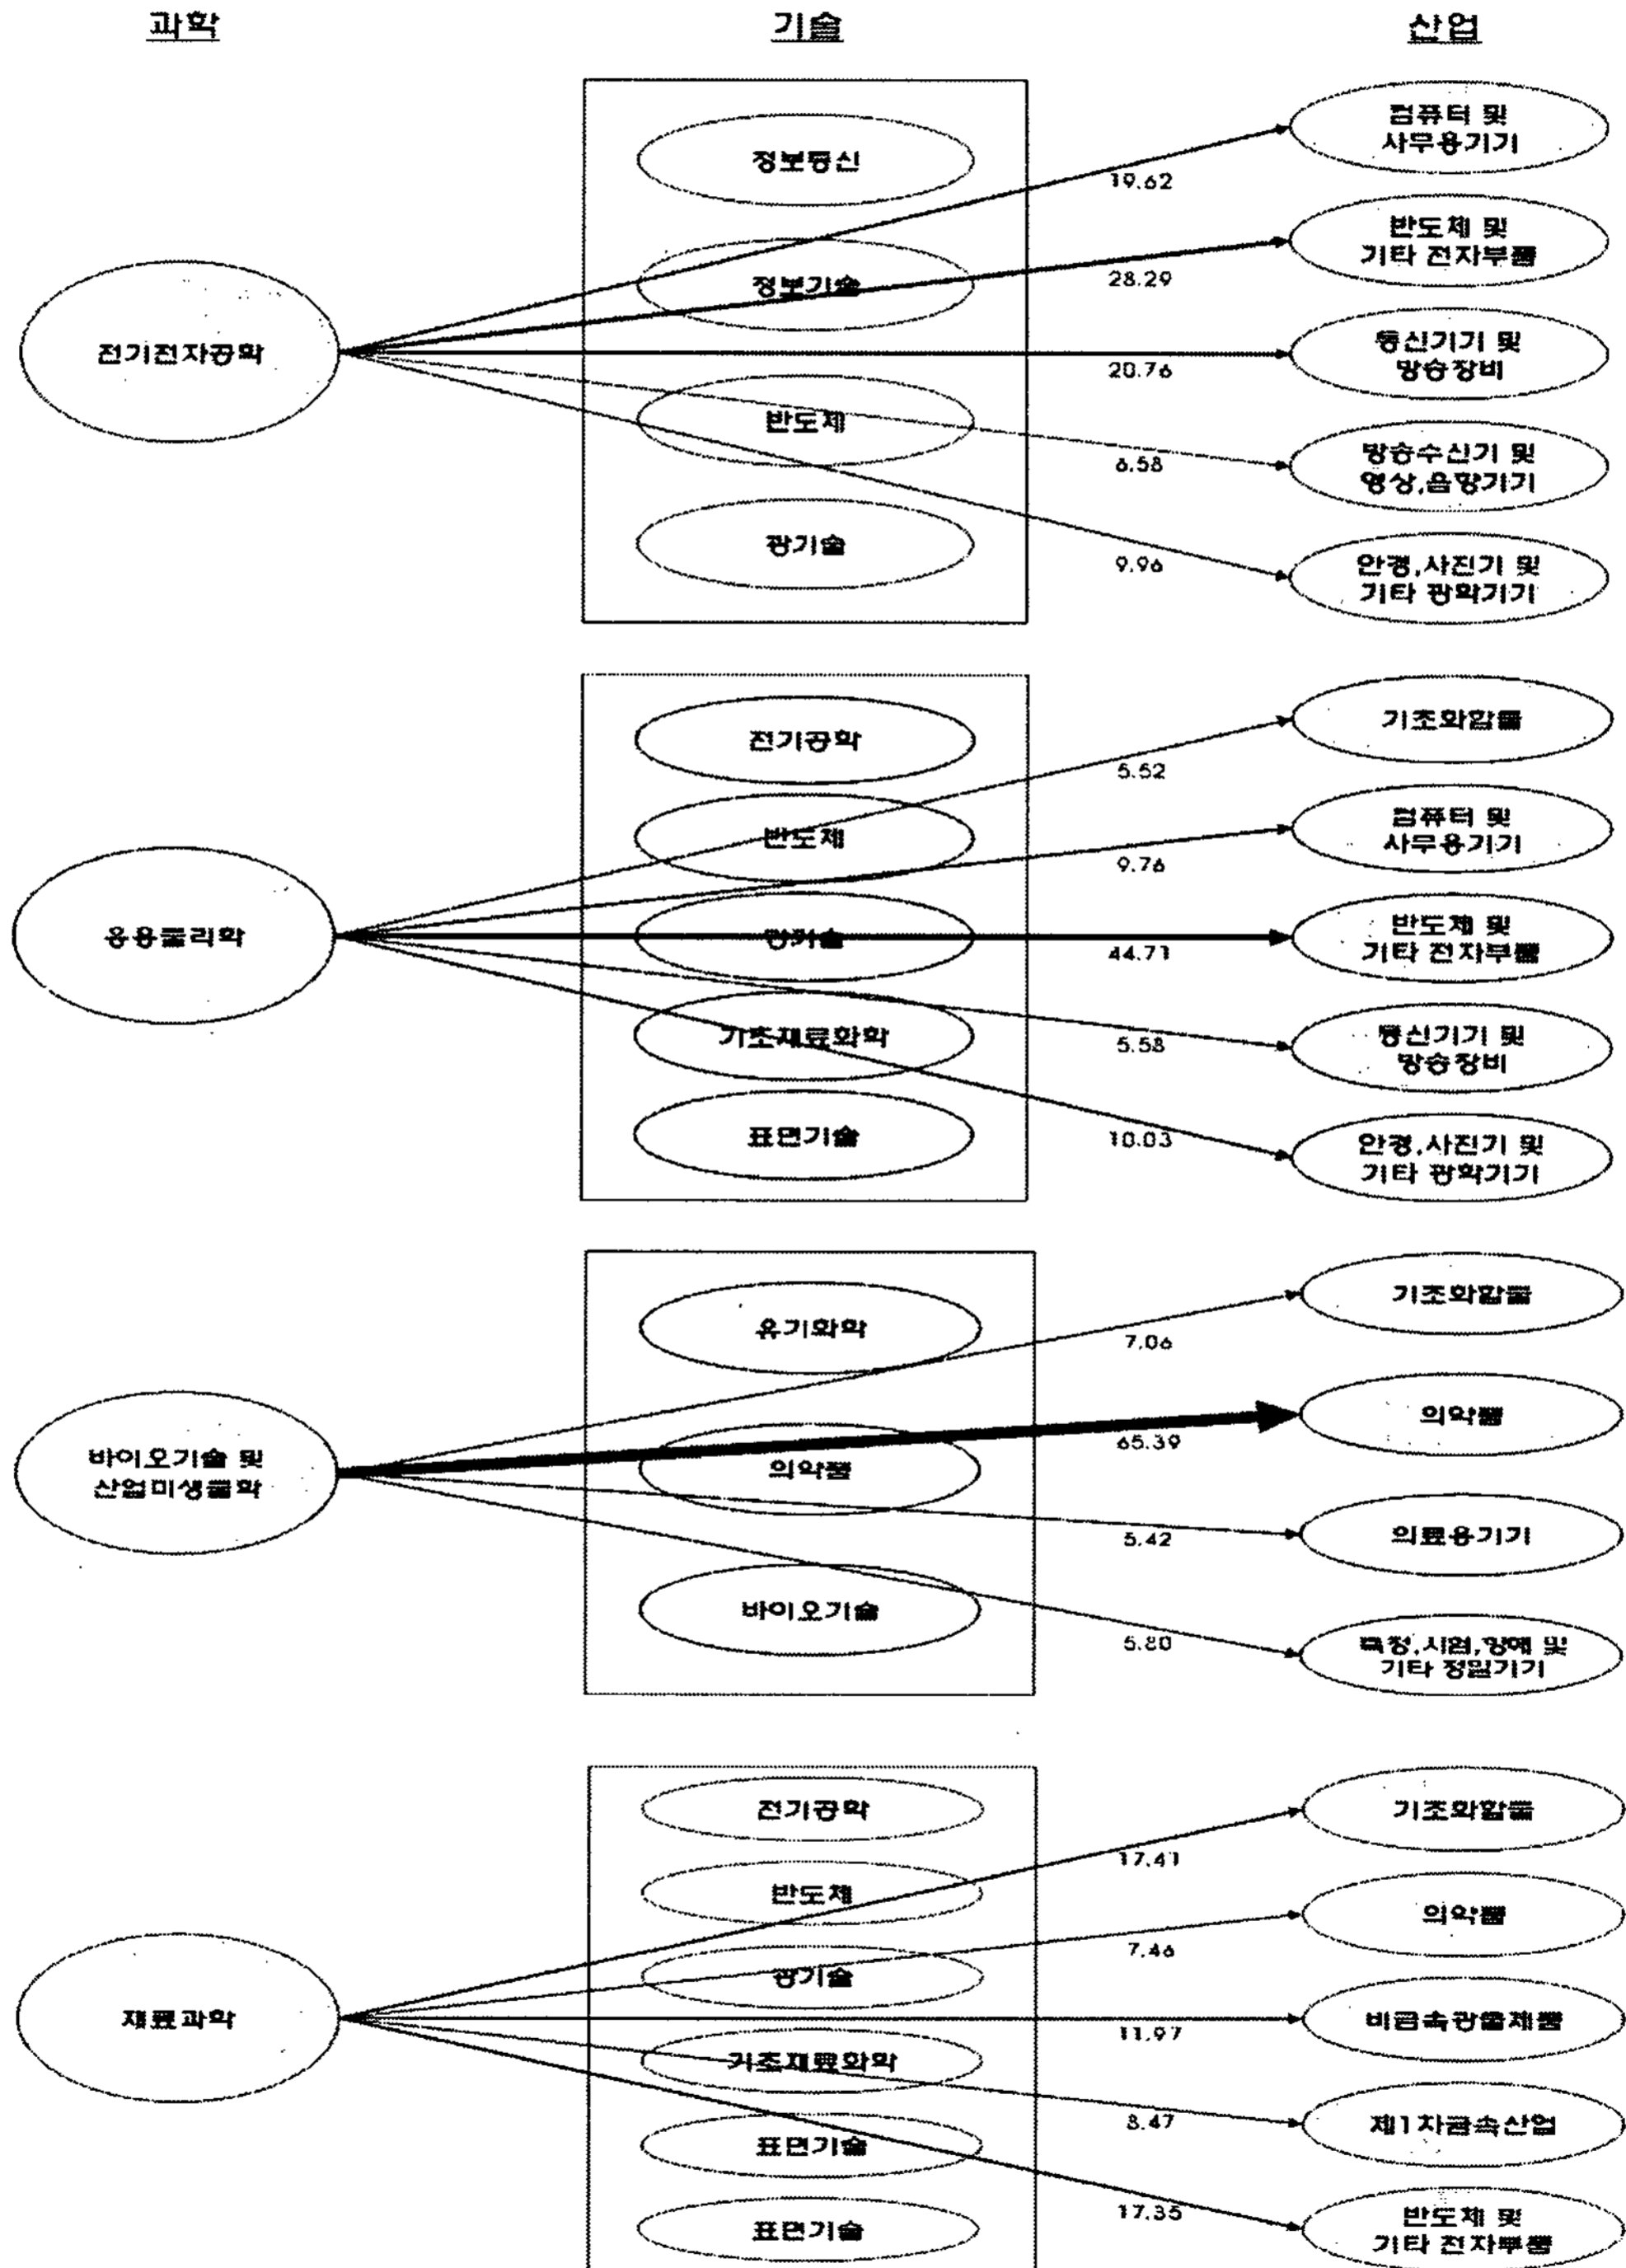 과학
기술
산업
전기전자공학
정보통신
정보기술
반도체
광기술
19.62
28.29
20.76
6.58
9.96
컴퓨터 및
사무용기기
반도체 및
기타 전자부품
통신기기 및
방송장비
방송수신기 및
영상,음향기기
안경,사진기 및
기타 광학기기
응용물리학
전기공학
반도체
광기술
기초재료화학
표면기술
5.52
9.76
44.71
5.58
10.03
기초화합물
컴퓨터 및
사무용기기
반도체 및
기타 전자부품
통신기기 및
방송장비
안경,사진기 및
기타 광학기기
바이오기술 및
산업미생물학
유기화학
의약품
바이오기술
7.06
65.39
5.42
5.80
기초화합물
의약품
의료용기기
측정,시험,항해 및
기타 정밀기기
재료과학
전기공학
반도체
광기술
기초재료화학
표면기술
표면기술
17.41
7.46
11.97
8.47
17.35
기초화합물
의약품
비금속광물제품
제1차금속산업
반도체 및
기타 전자부품